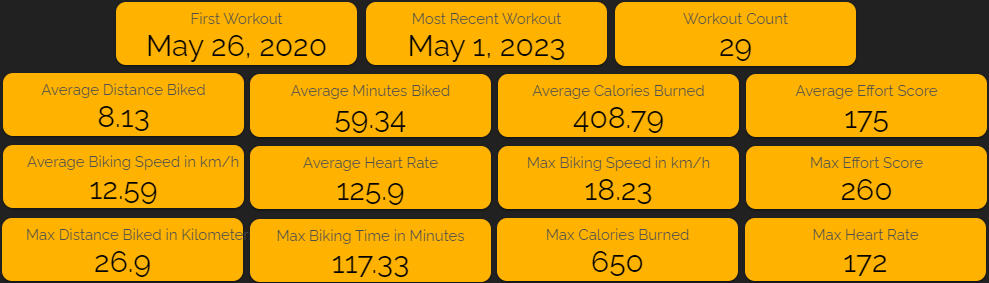 First Workout
May 26, 2020
Most Recent Workout
May 1, 2023
Workout Count
29
Average Distance Biked
8.13
Average Minutes Biked
59.34
Average Calories Burned
408.79
Average Effort Score
175
Average Biking Speed in km/h
12.59
Average Heart Rate
125.9
Max Biking Speed in km/h
18.23
Max Effort Score
260
Max Distance Biked in Kilometer
26.9
Max Biking Time in Minutes
117.33
Max Calories Burned
650
Max Heart Rate
172